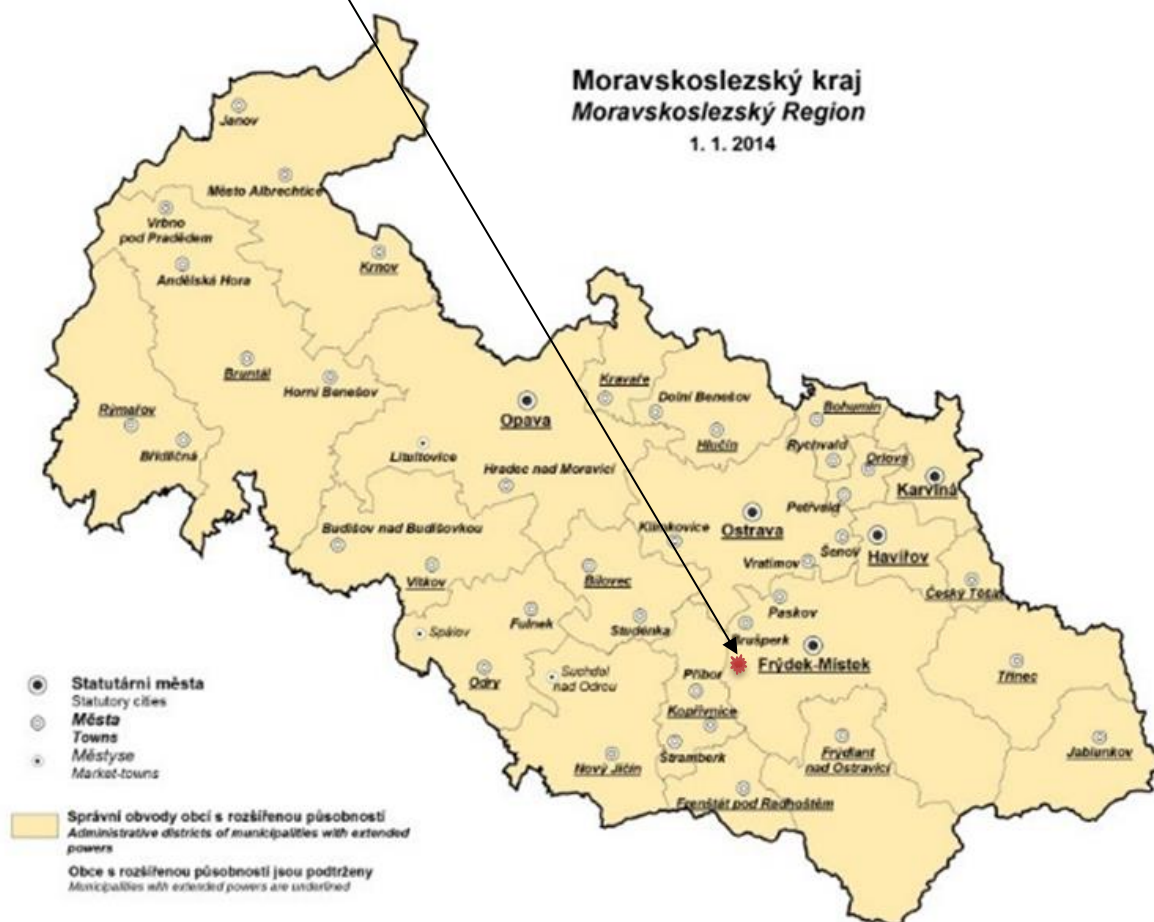 Moravskoslezský kraj
Moravskoslezský Region
1. 1. 2014
Janov
Město Albrechtice
Vrbno
pod Pradědem
Andělská Hora
Krnov
Bruntál
Horní Benešov
Rýmařov
Břidličná
Opava
Kravaře
Dolní Benešov
Hlučín
Bohumín
Rychvald
Orlová
Karviná
Litultovice
Hradec nad Moravicí
Petřvald
Ostrava
Klimkovice
Budišov nad Budišovkou
Vratimov
Šenov
Havířov
Český Těšín
Vítkov
Bílovec
Paskov
Fulnek
Studénka
Brušperk
Spálov
Frýdek-Místek
Příbor
Třinec
Odry
Suchdol
nad Odrou
Kopřivnice
Štramberk
Nový Jičín
Frýdlant
nad Ostravicí
Jablunkov
Frenštát pod Radhoštěm
Statutární města
Statutory cities
Města
Towns
Městyse
Market-towns
Správní obvody obcí s rozšířenou působností
Administrative districts of municipalities with extended
powers
Obce s rozšířenou působností jsou podtrženy
Municipalities with extended powers are underlined